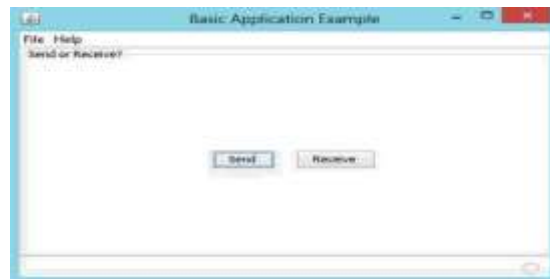 Basic Application Example
File Help
Send or Receive?
Send Receive